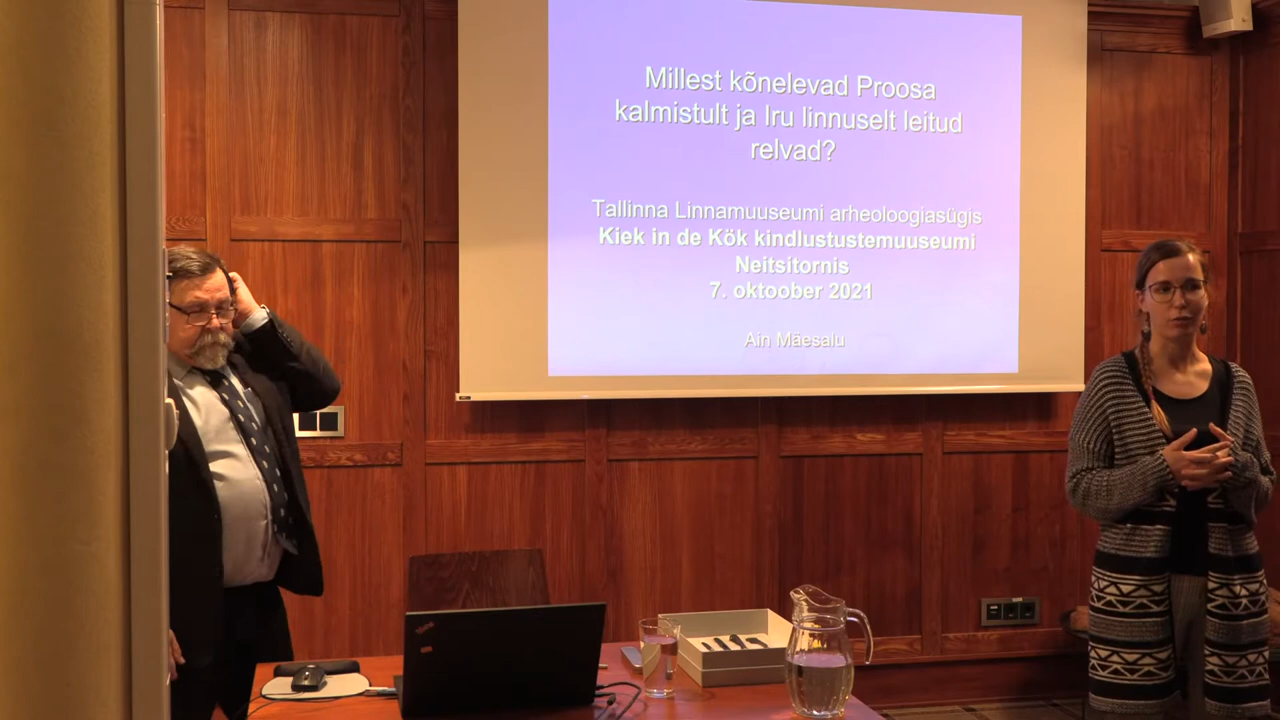 Millest kõnelevad Proosa
kalmistult ja Iru linnuselt leitud
relvad?
Tallinna Linnamuuseumi arheoloogiasügis
Kiek in de Kök kindlustustemuuseumi
Neitsitornis
7. oktoober 2021
Ain Mäesalu
ThinkPad